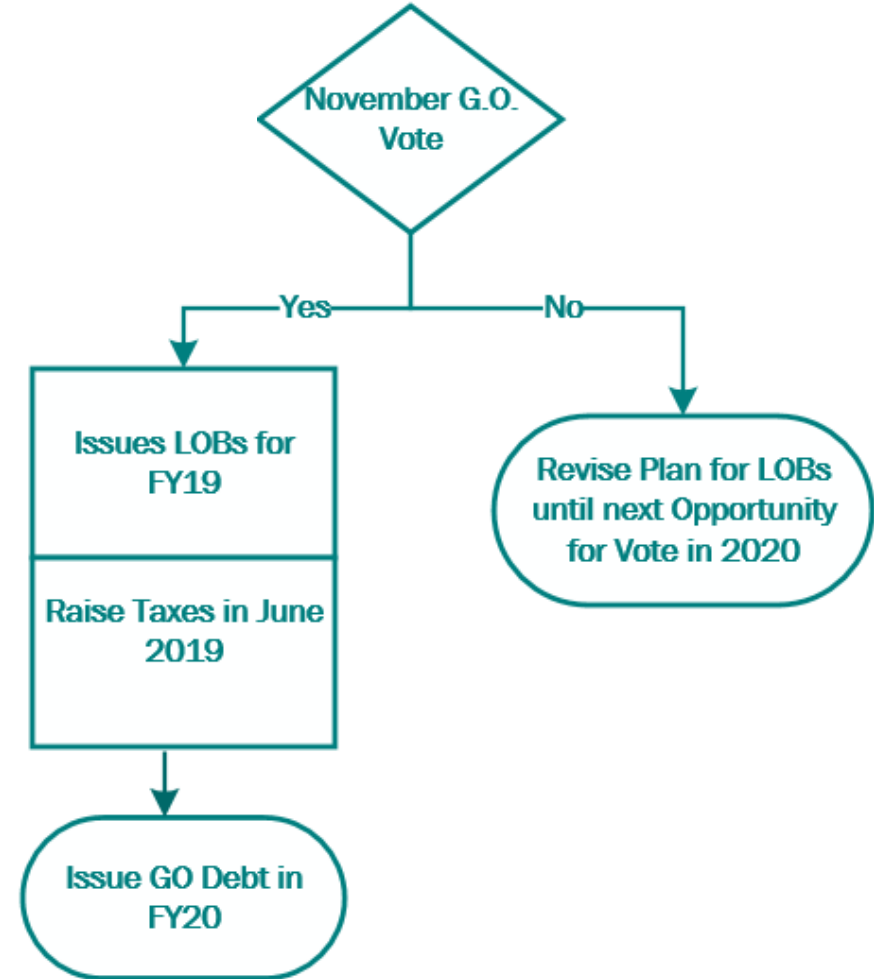 November G.O.
Vote
Yes
No
Issues LOBs for
FY19
Revise Plan for LOBs
until next Opportunity
for Vote in 2020
Raise Taxes in June
2019
Issue GO Debt in
FY20